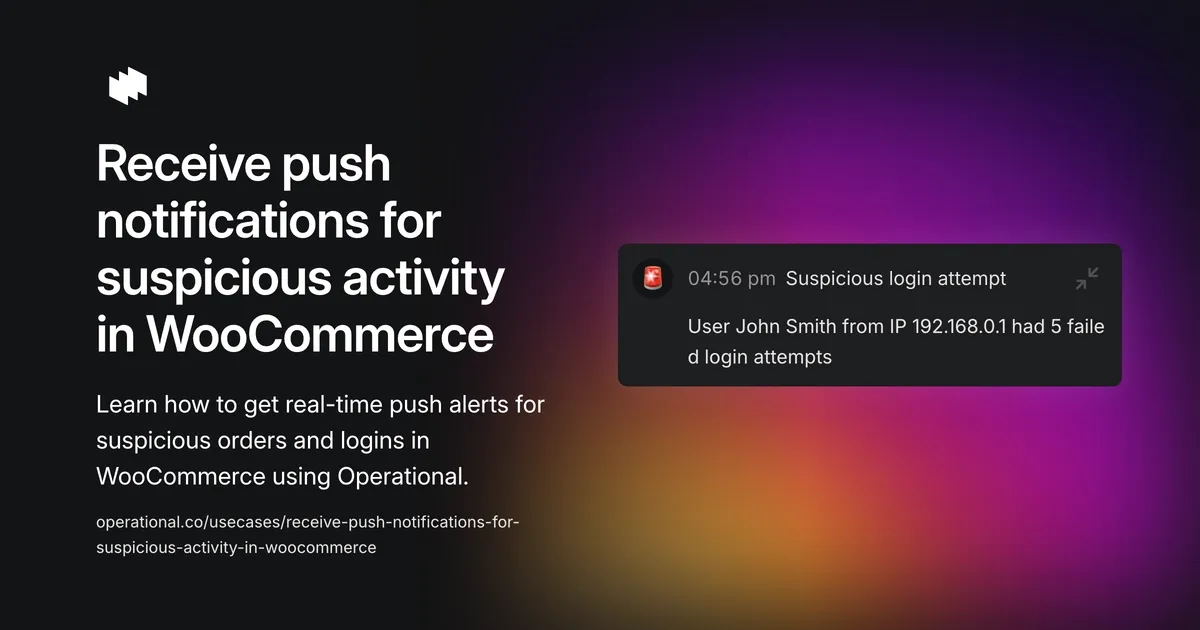 Receive push
notifications for
suspicious activity
in WooCommerce
Learn how to get real-time push alerts for
suspicious orders and logins in
WooCommerce using Operational.
operational.co/usecases/receive-push-notifications-for-
suspicious-activity-in-woocommerce
04:56 pm Suspicious login attempt
User John Smith from IP 192.168.0.1 had 5 faile
d login attempts